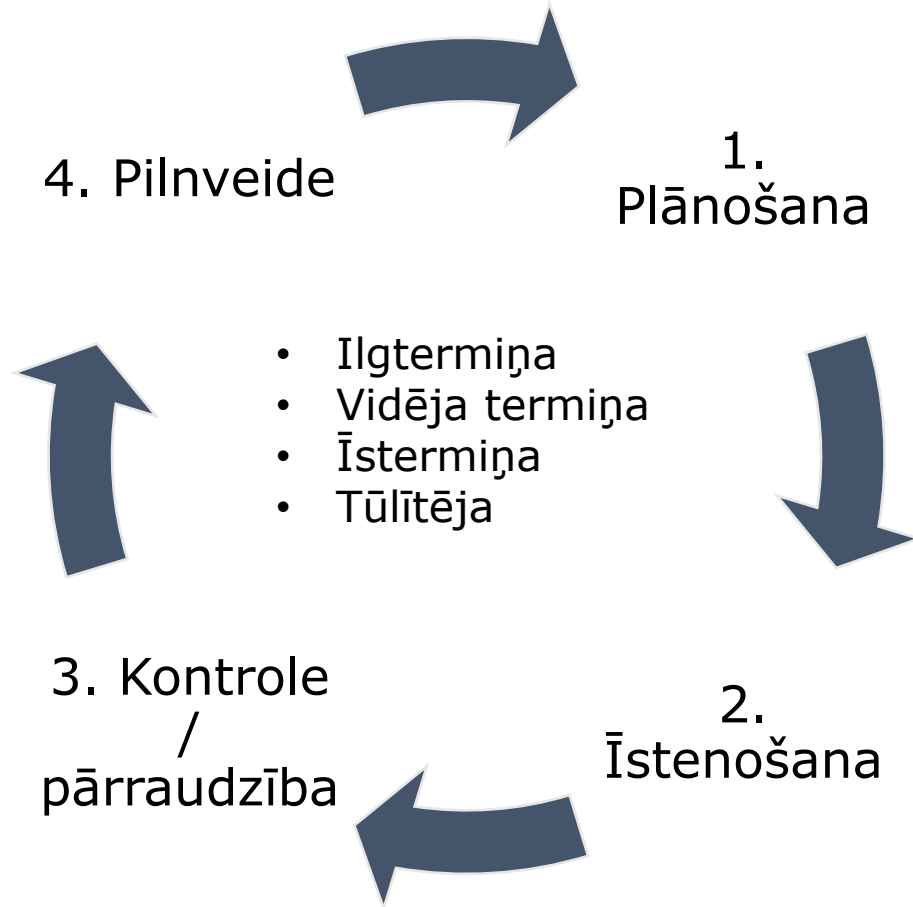 4. Pilnveide
1.
Plānošana
• Ilgtermiņa
• Vidēja termiņa
• Īstermiņa
• Tūlītēja
3. Kontrole
/
pārraudzība
2.
Īstenošana